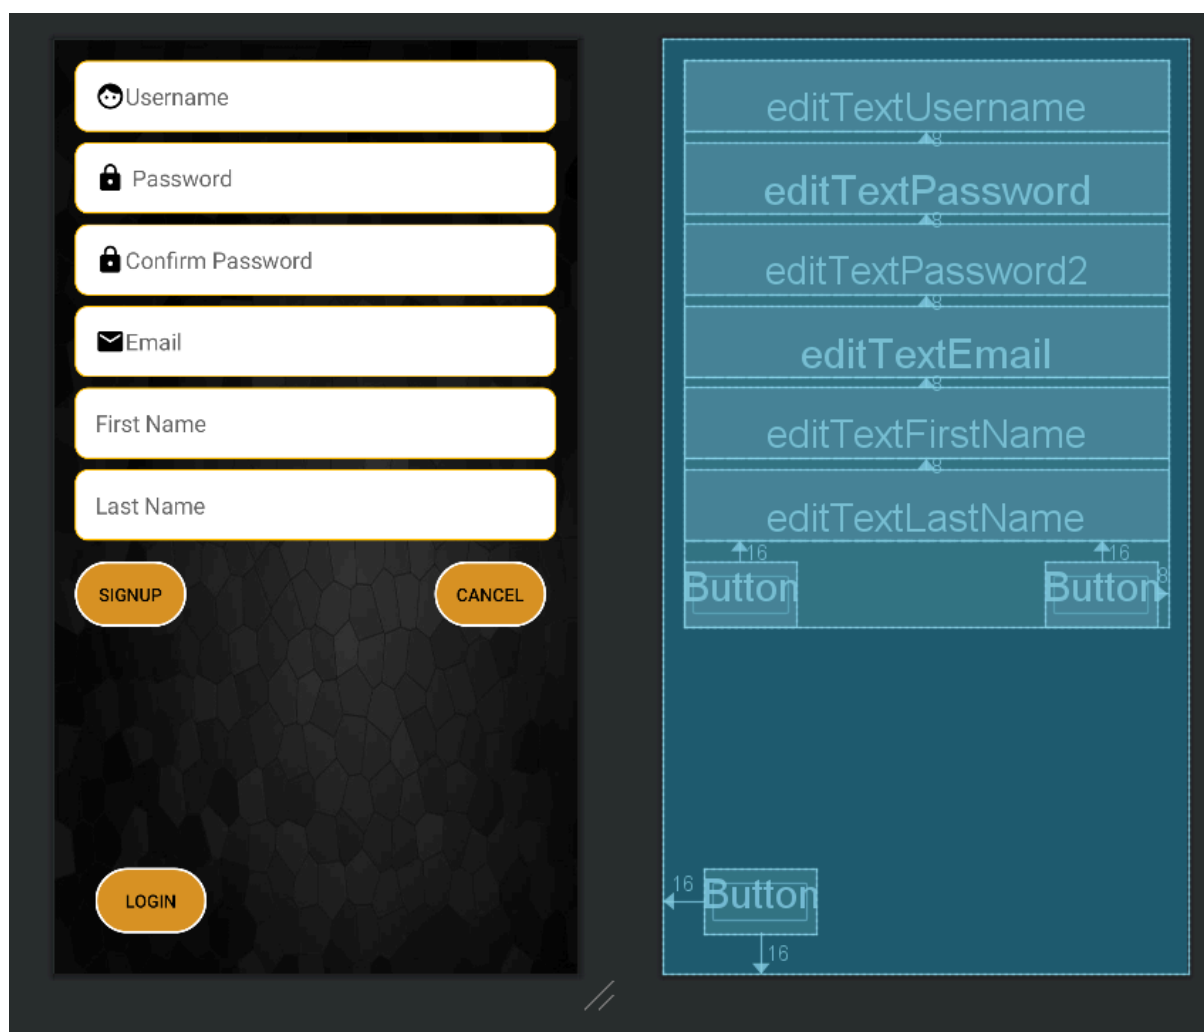 Username
Password
Confirm Password
Email
First Name
Last Name
SIGNUP
CANCEL
LOGIN
editTextUsername
8
editTextPassword
8
editTextPassword2
8
editTextEmail
8
editTextFirstName
8
editTextLastName
16
16
Button
Button
8
16
Button
16